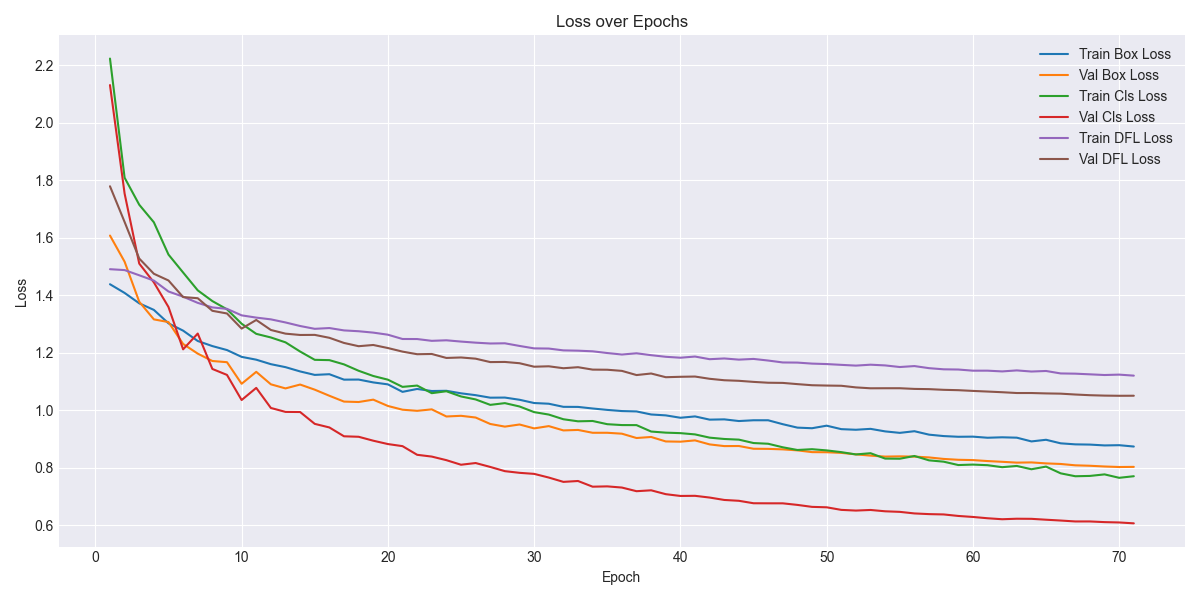 Loss over Epochs
Train Box Loss
Val Box Loss
Train Cls Loss
Val Cls Loss
Train DFL Loss
Val DFL Loss
Loss
2.2
2.0
1.8
1.6
1.4
1.2
1.0
0.8
0.6
0 10 20 30 40 50 60 70
Epoch